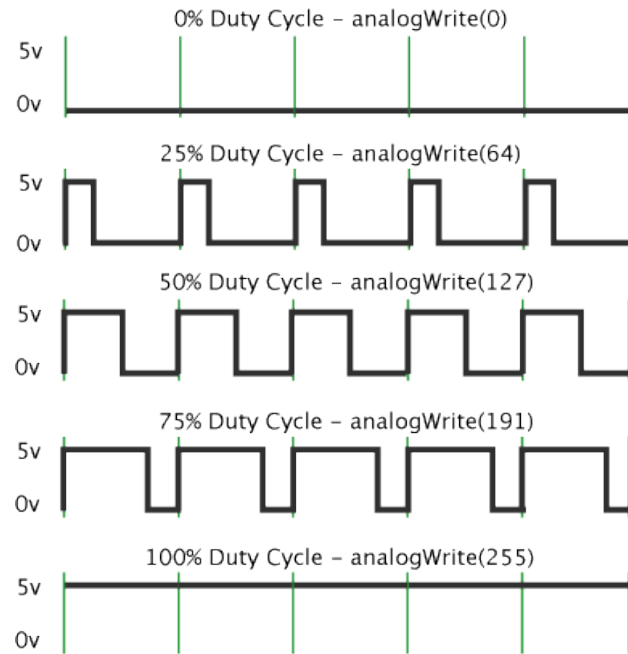 0% Duty Cycle – analogWrite(0)
5v
0v
25% Duty Cycle – analogWrite(64)
5v
0v
50% Duty Cycle – analogWrite(127)
5v
0v
75% Duty Cycle – analogWrite(191)
5v
0v
100% Duty Cycle – analogWrite(255)
5v
0v